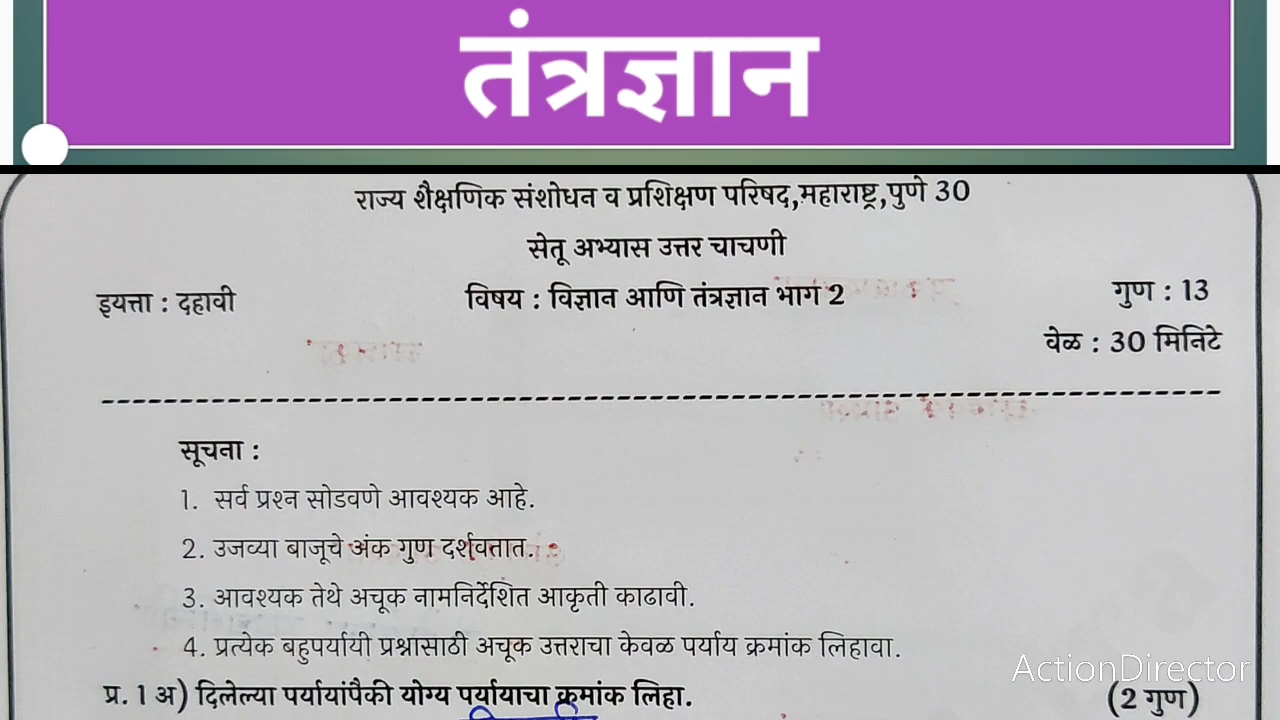 तंत्रज्ञान
राज्य शैक्षणिक संशोधन व प्रशिक्षण परिषद,महाराष्ट्र,पुणे 30
सेतू अभ्यास उत्तर चाचणी
इयत्ता : दहावी विषय : विज्ञान आणि तंत्रज्ञान भाग 2 गुण : 13
वेळ : 30 मिनिटे
सूचना :
1. सर्व प्रश्न सोडवणे आवश्यक आहे.
2. उजव्या बाजूचे अंक गुण दर्शवतात.
3. आवश्यक तेथे अचूक नामनिर्देशित आकृती काढावी.
4. प्रत्येक बहुपर्यायी प्रश्नासाठी अचूक उत्तराचा केवळ पर्याय क्रमांक लिहावा.
ActionDirector
प्र. 1 अ) दिलेल्या पर्यायांपैकी योग्य पर्यायाचा क्रमांक लिहा. (2 गुण)